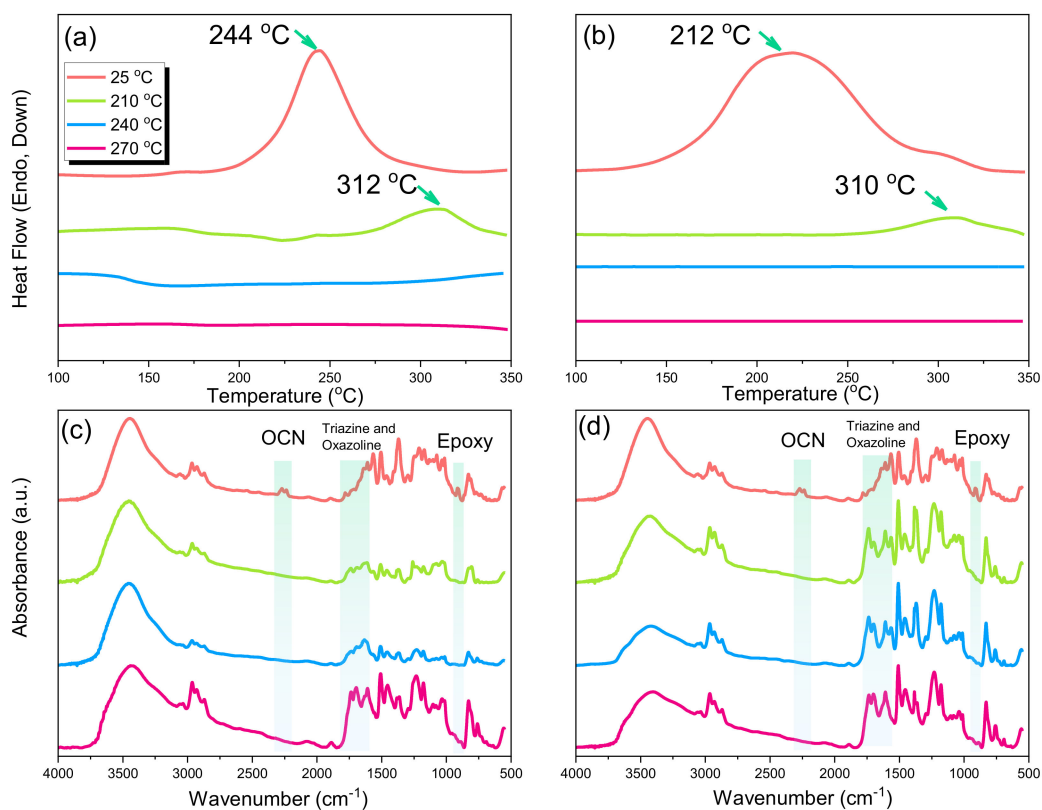 (a)
244 °C
25 °C
210 °C
240 °C
270 °C
312 °C
Heat Flow (Endo, Down)
100 150 200 250 300 350
Temperature (°C)
(b)
212 °C
310 °C
100 150 200 250 300 350
Temperature (°C)
(c)
OCN
Triazine and
Oxazoline
Epoxy
Absorbance (a.u.)
4000 3500 3000 2500 2000 1500 1000 500
Wavenumber (cm⁻¹)
(d)
OCN
Triazine and
Oxazoline
Epoxy
4000 3500 3000 2500 2000 1500 1000 500
Wavenumber (cm⁻¹)